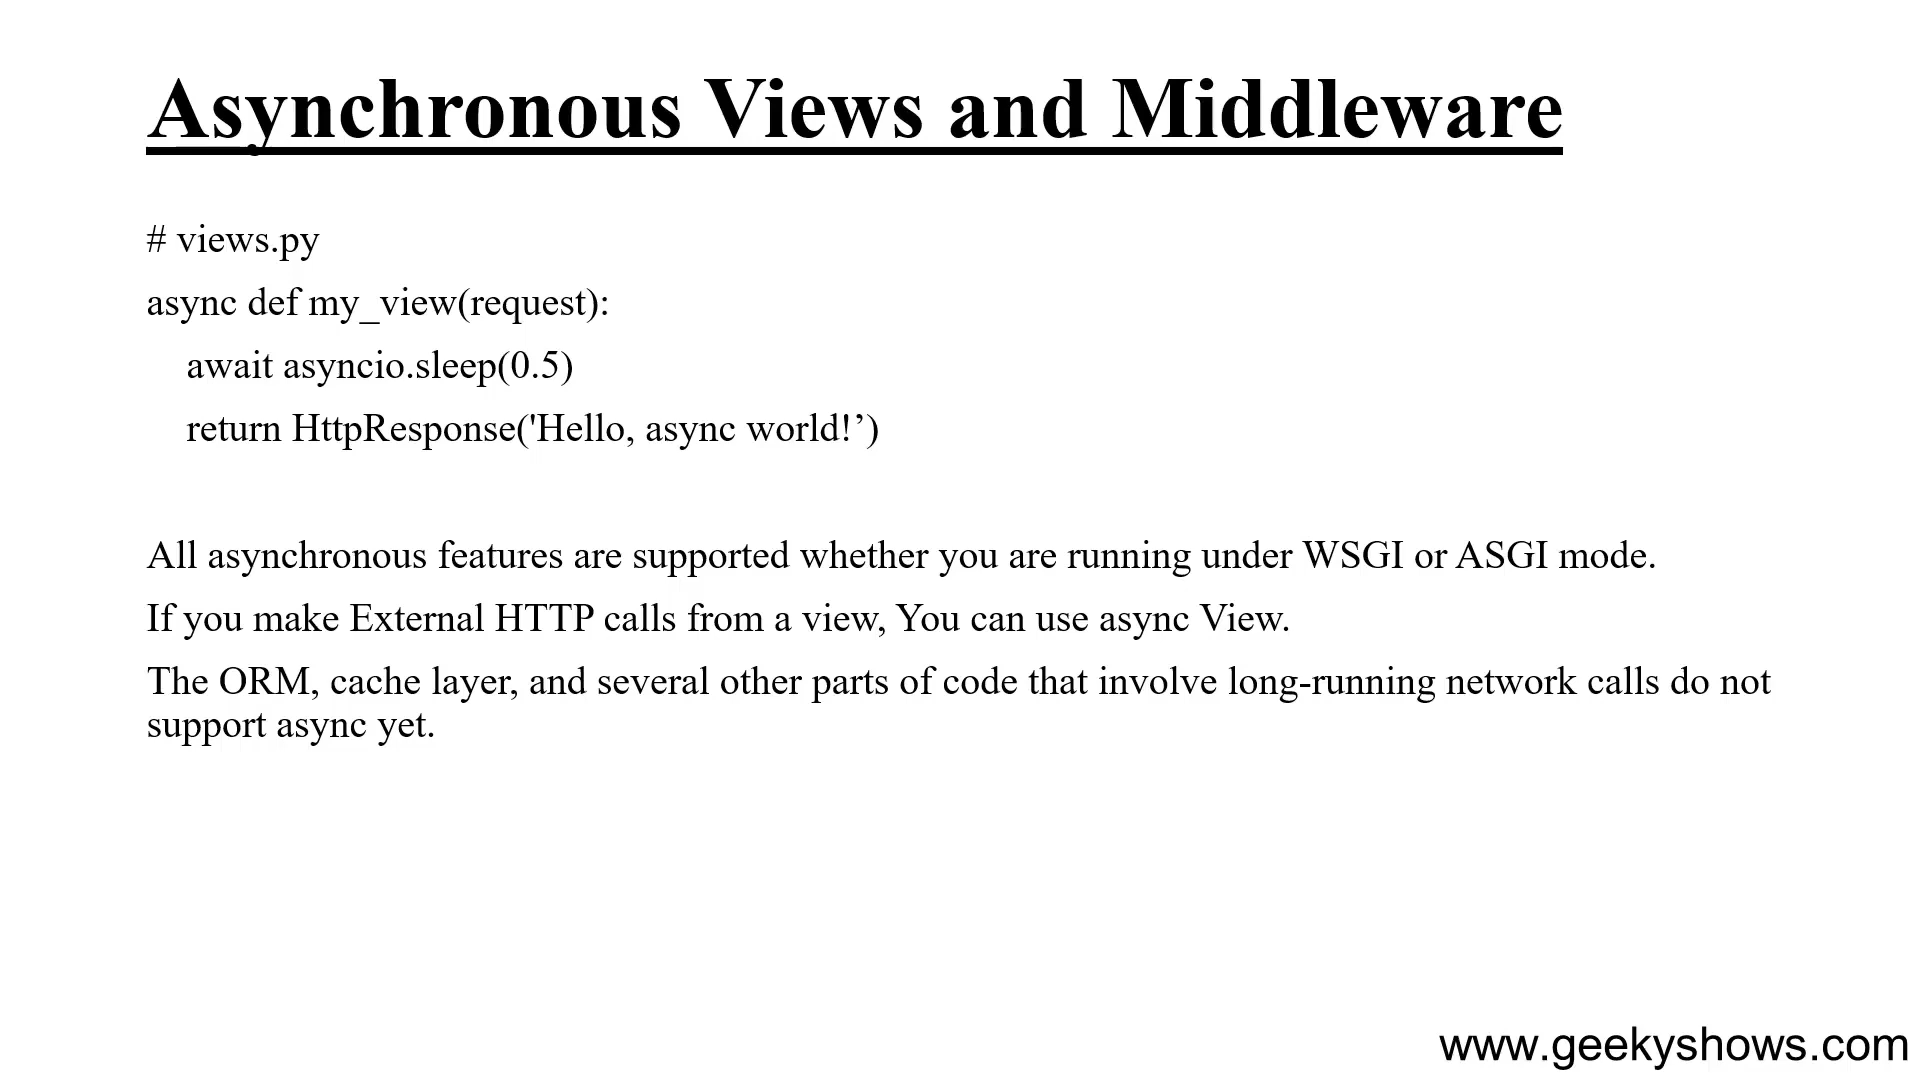 Asynchronous Views and Middleware
# views.py
async def my_view(request):
await asyncio.sleep(0.5)
return HttpResponse('Hello, async world!’)
All asynchronous features are supported whether you are running under WSGI or ASGI mode.
If you make External HTTP calls from a view, You can use async View.
The ORM, cache layer, and several other parts of code that involve long-running network calls do not
support async yet.
www.geekyshows.com